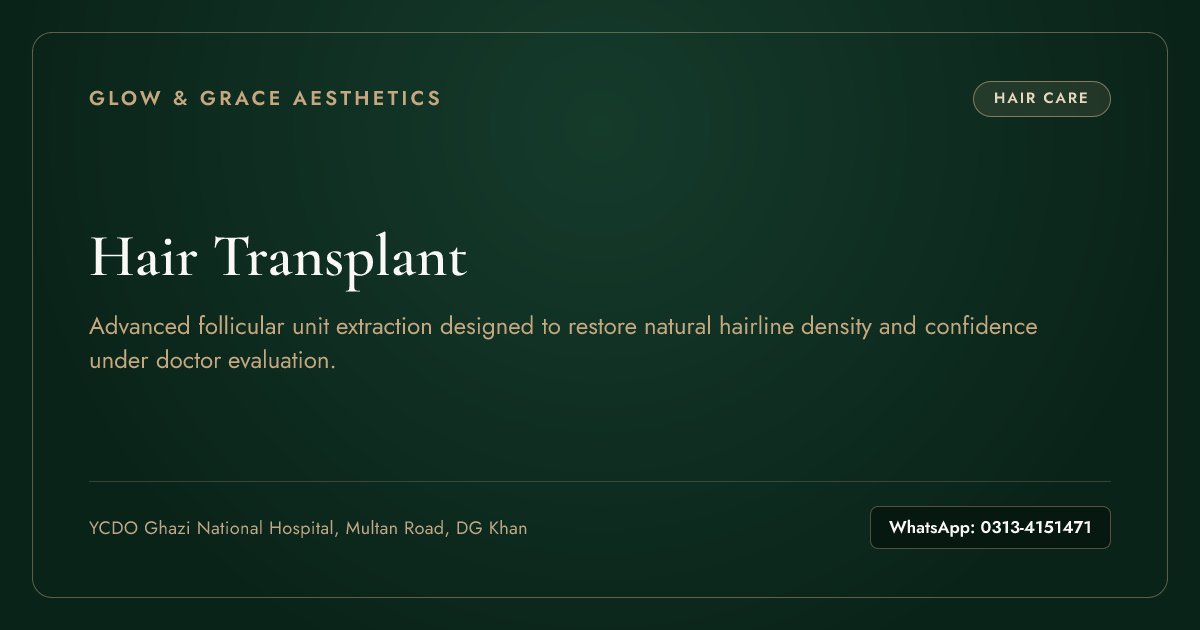 GLOW & GRACE AESTHETICS
HAIR CARE
Hair Transplant
Advanced follicular unit extraction designed to restore natural hairline density and confidence
under doctor evaluation.
YCDO Ghazi National Hospital, Multan Road, DG Khan
WhatsApp: 0313-4151471